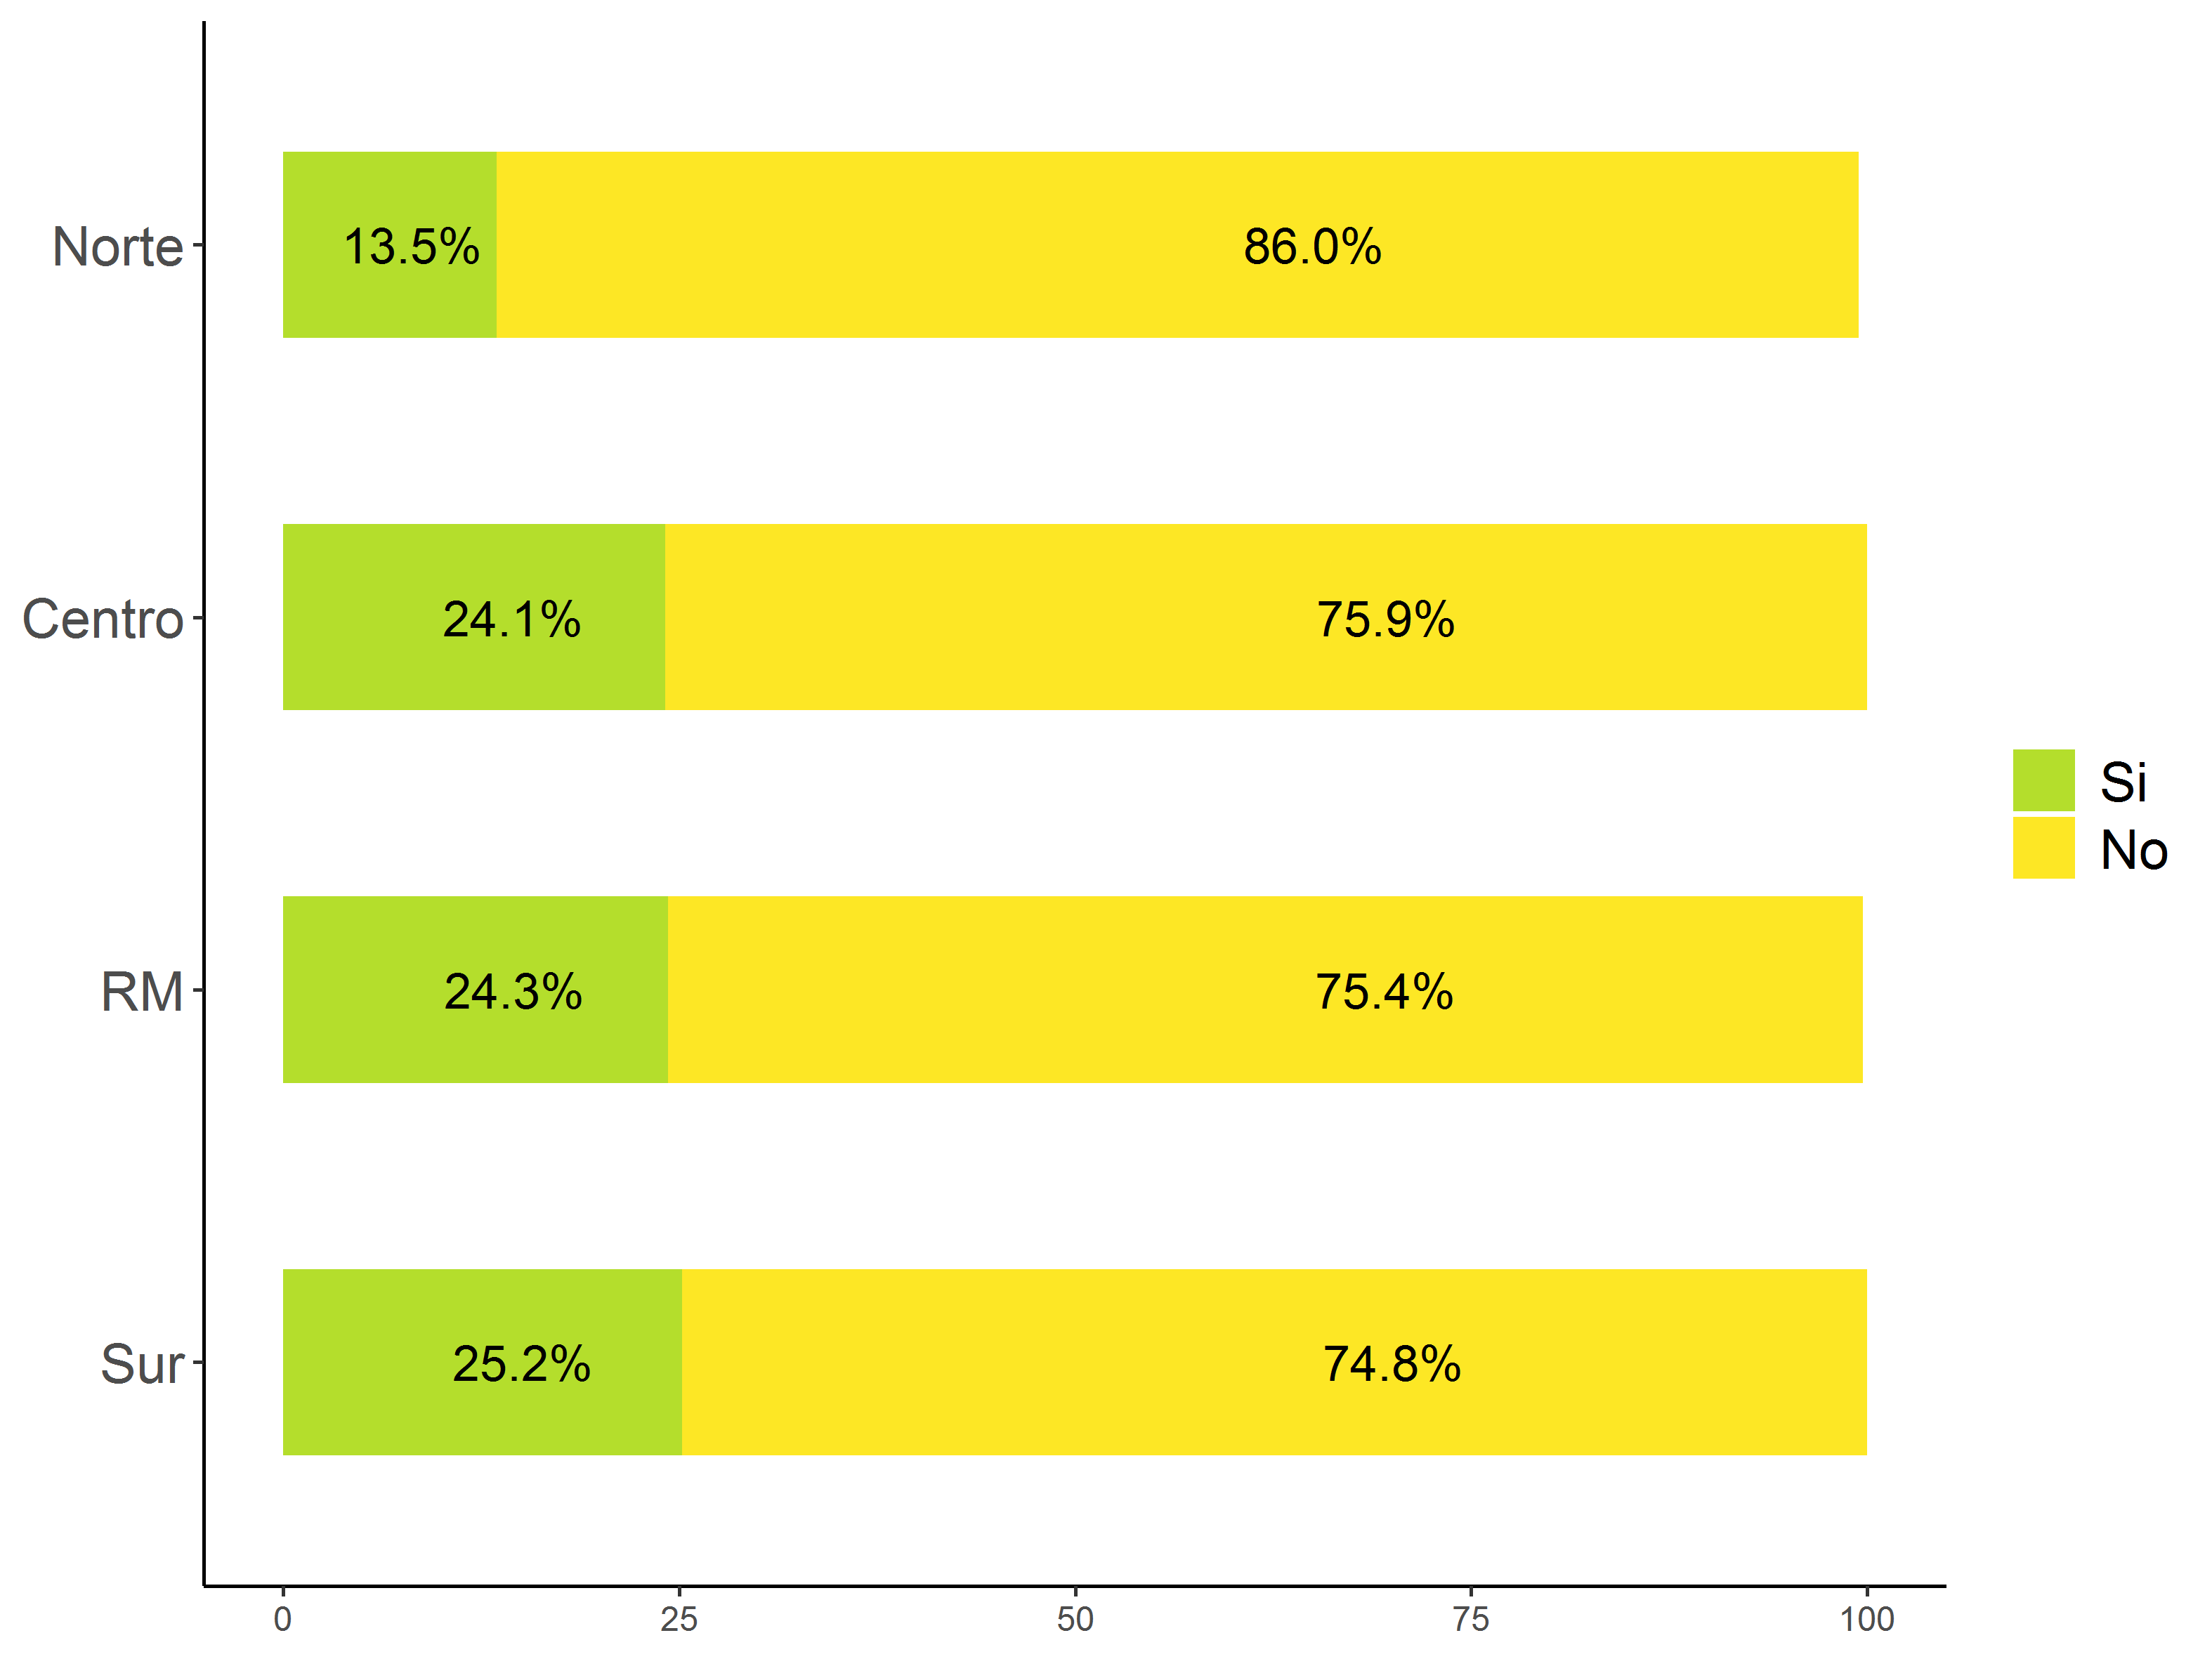 Norte 13.5% 86.0%
Centro 24.1% 75.9%
RM 24.3% 75.4%
Sur 25.2% 74.8%
0 25 50 75 100
Si
No